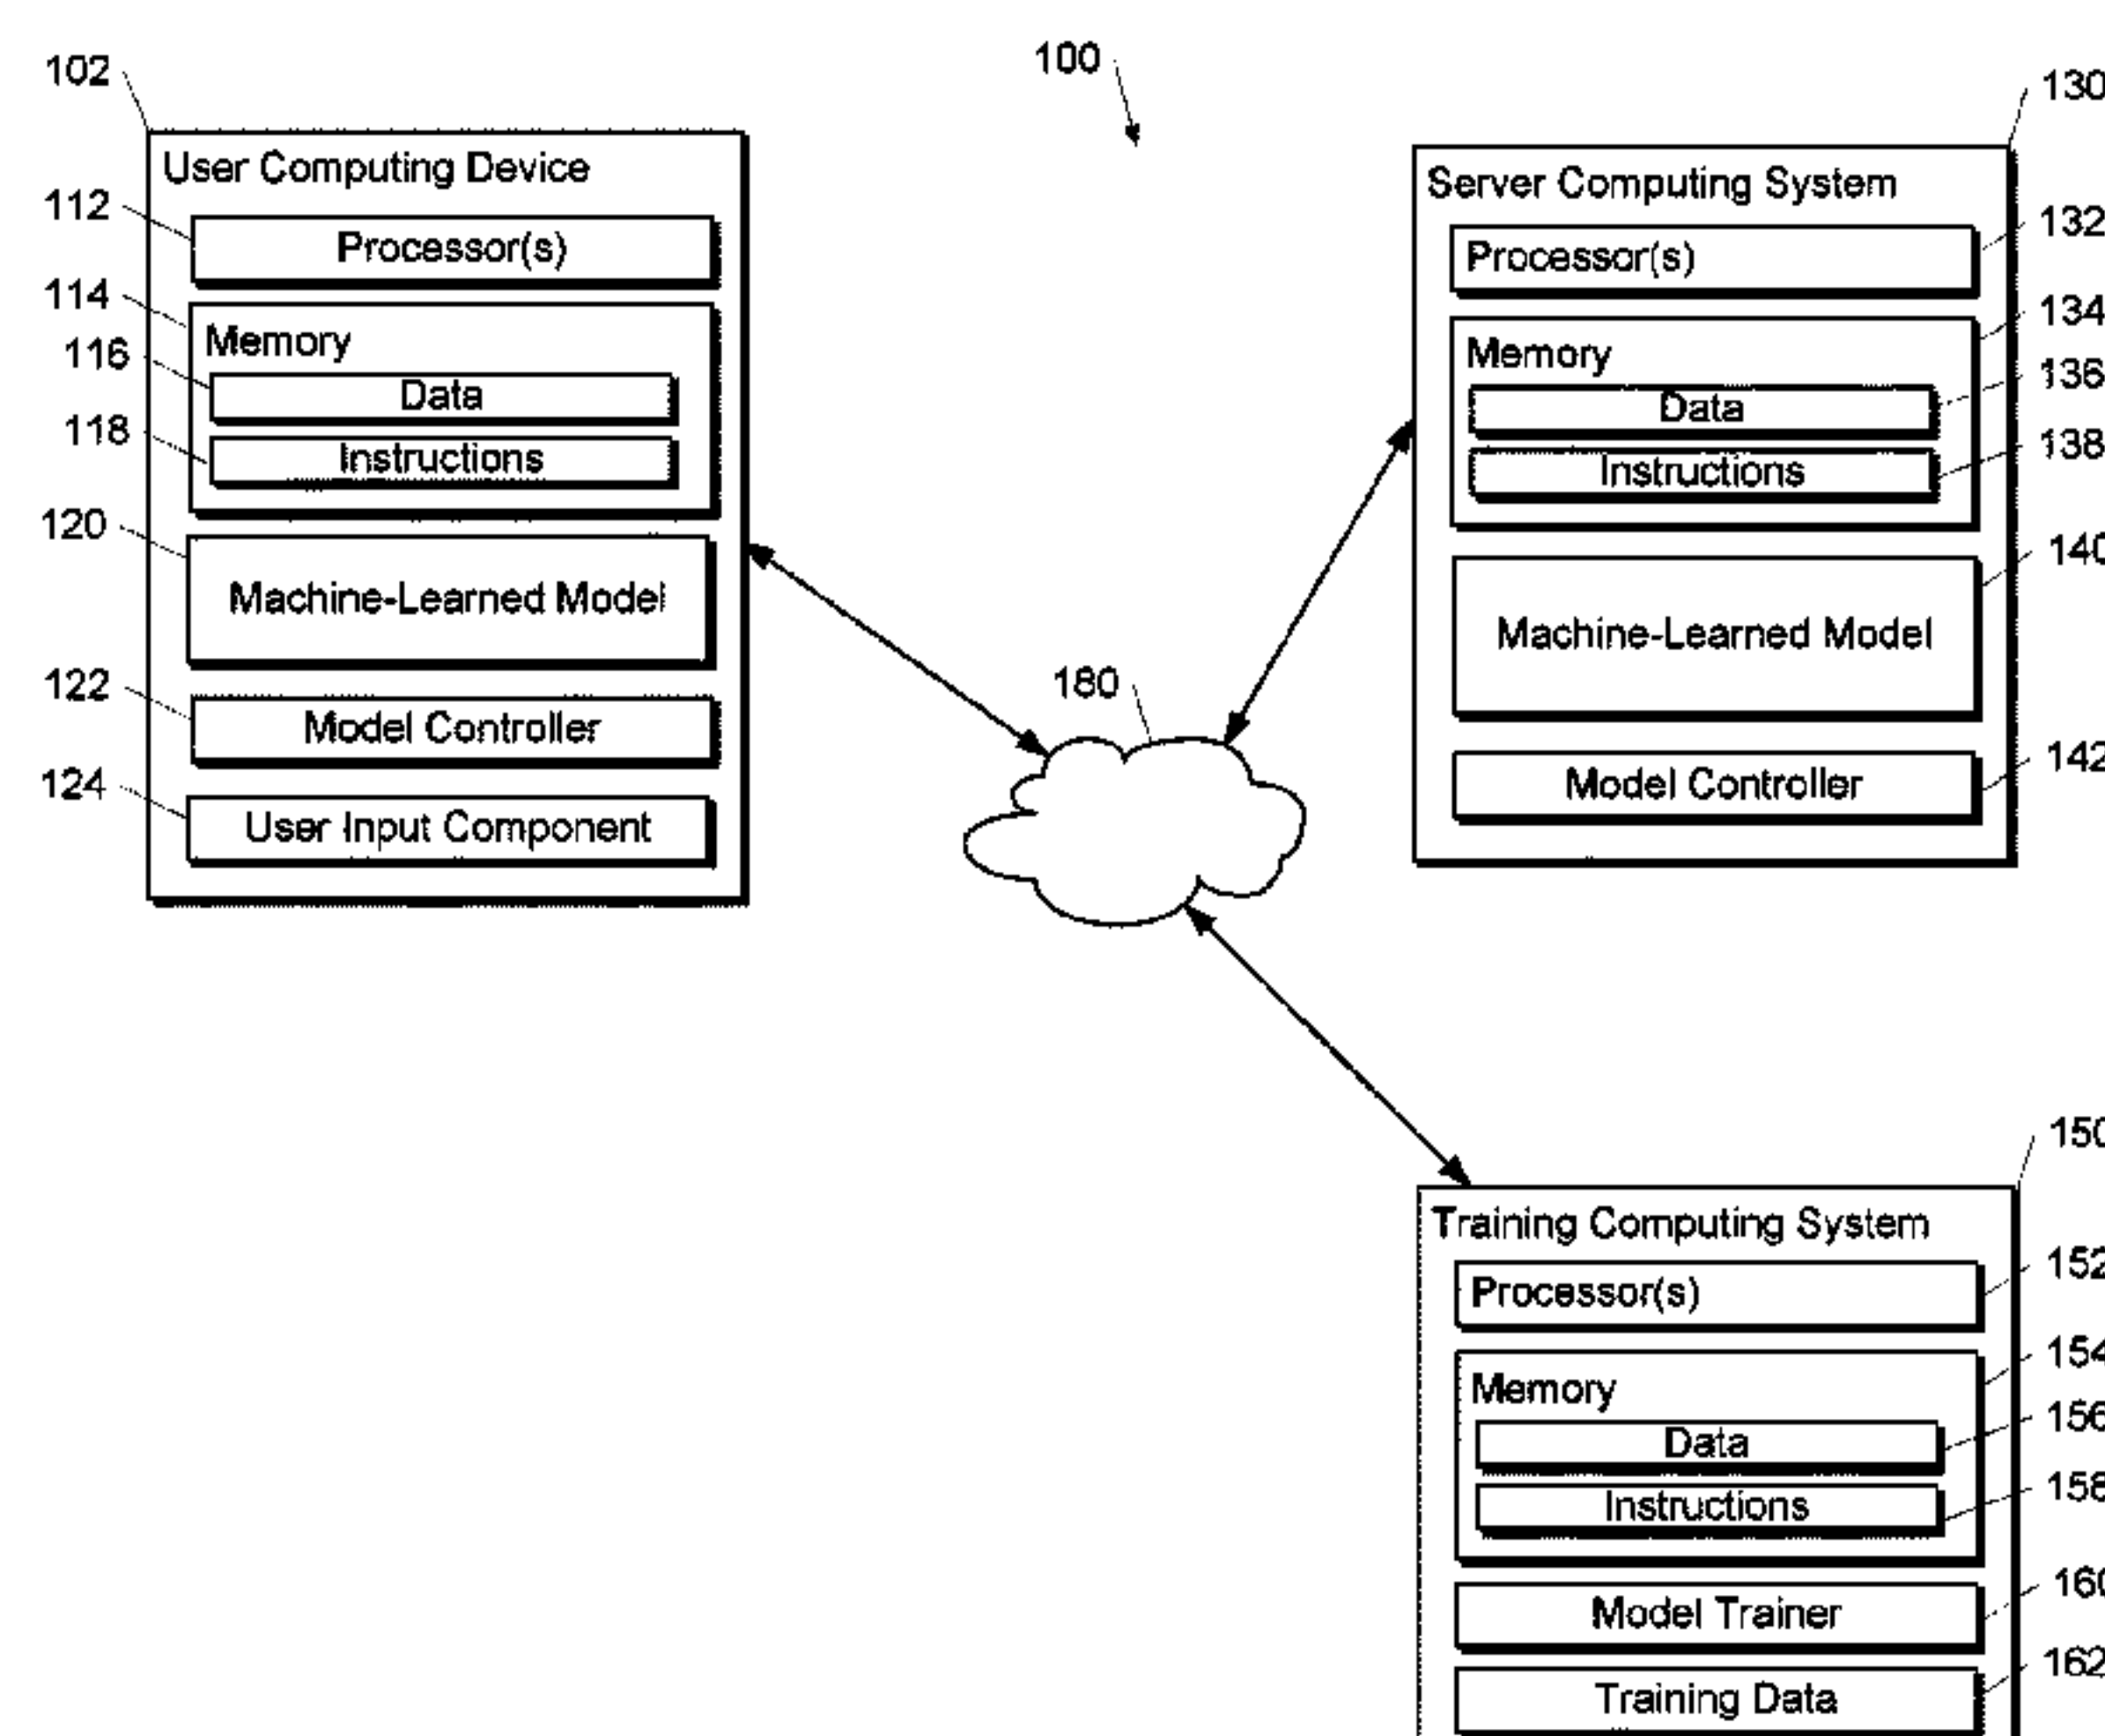 100
102
User Computing Device
112
Processor(s)
114
Memory
116
Data
118
Instructions
120
Machine-Learned Model
122
Model Controller
124
User Input Component
180
130
Server Computing System
132
Processor(s)
134
Memory
136
Data
138
Instructions
140
Machine-Learned Model
142
Model Controller
150
Training Computing System
152
Processor(s)
154
Memory
156
Data
158
Instructions
160
Model Trainer
162
Training Data